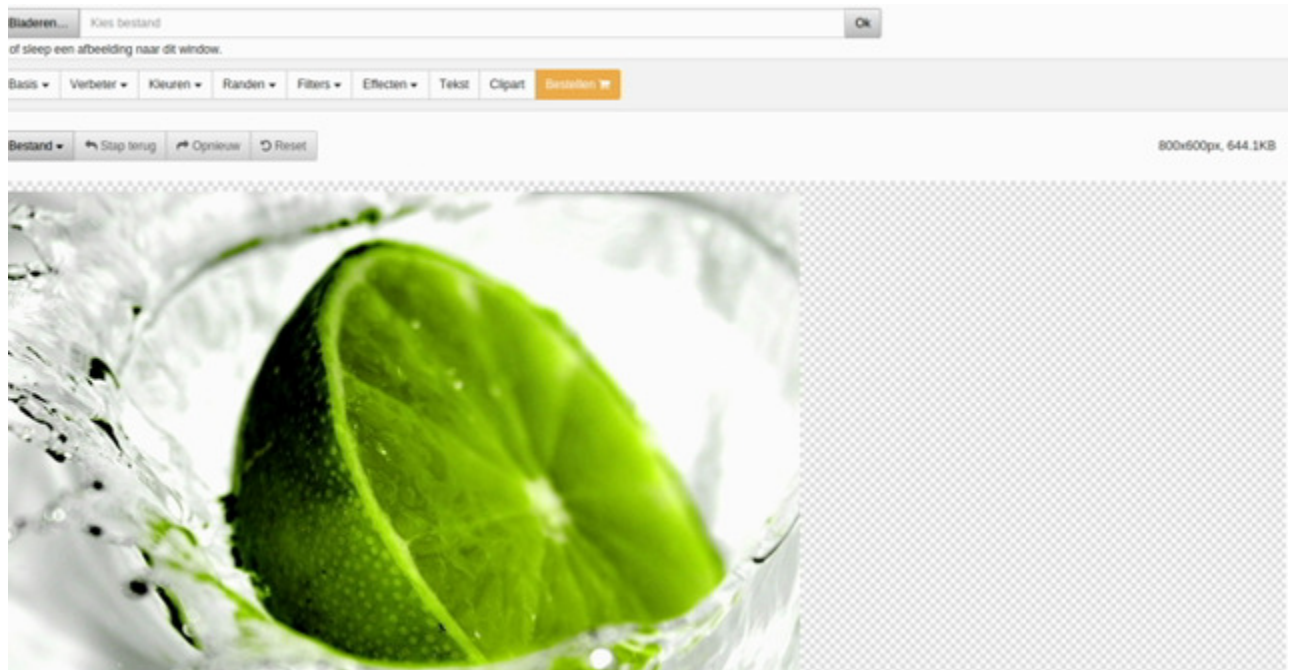 Bladeren... Kies bestand Ok
of sleep een afbeelding naar dit window.
Basis Verbeter Kleuren Randen Filters Effecten Tekst Clipart Bestellen
Bestand Stap terug Opnieuw Reset 800x600px, 644.1KB